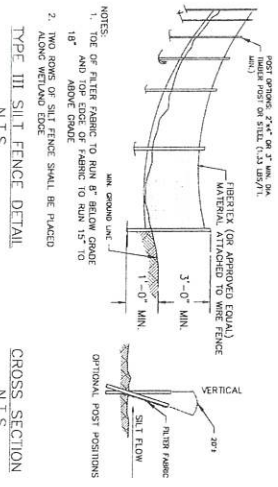 POST OPTIONS: 2"x4" OR 3" MIN. DIA
TIMBER POST OR STEEL (1.33 LBS/FT.
MIN.)
FIBERTEX (OR APPROVED EQUAL)
MATERIAL ATTACHED TO WIRE FENCE
3'-0" MIN.
1'-0" MIN.
MIN. GROUND LINE
NOTES:
1. TOE OF FILTER FABRIC TO RUN 8" BELOW GRADE
AND TOP EDGE OF FABRIC TO RUN 15" TO
18" ABOVE GRADE
2. TWO ROWS OF SILT FENCE SHALL BE PLACED
ALONG WETLAND EDGE
TYPE III SILT FENCE DETAIL
N.T.S.
VERTICAL
20°±
FILTER FABRIC
SILT FLOW
OPTIONAL POST POSITIONS
CROSS SECTION
N.T.S.